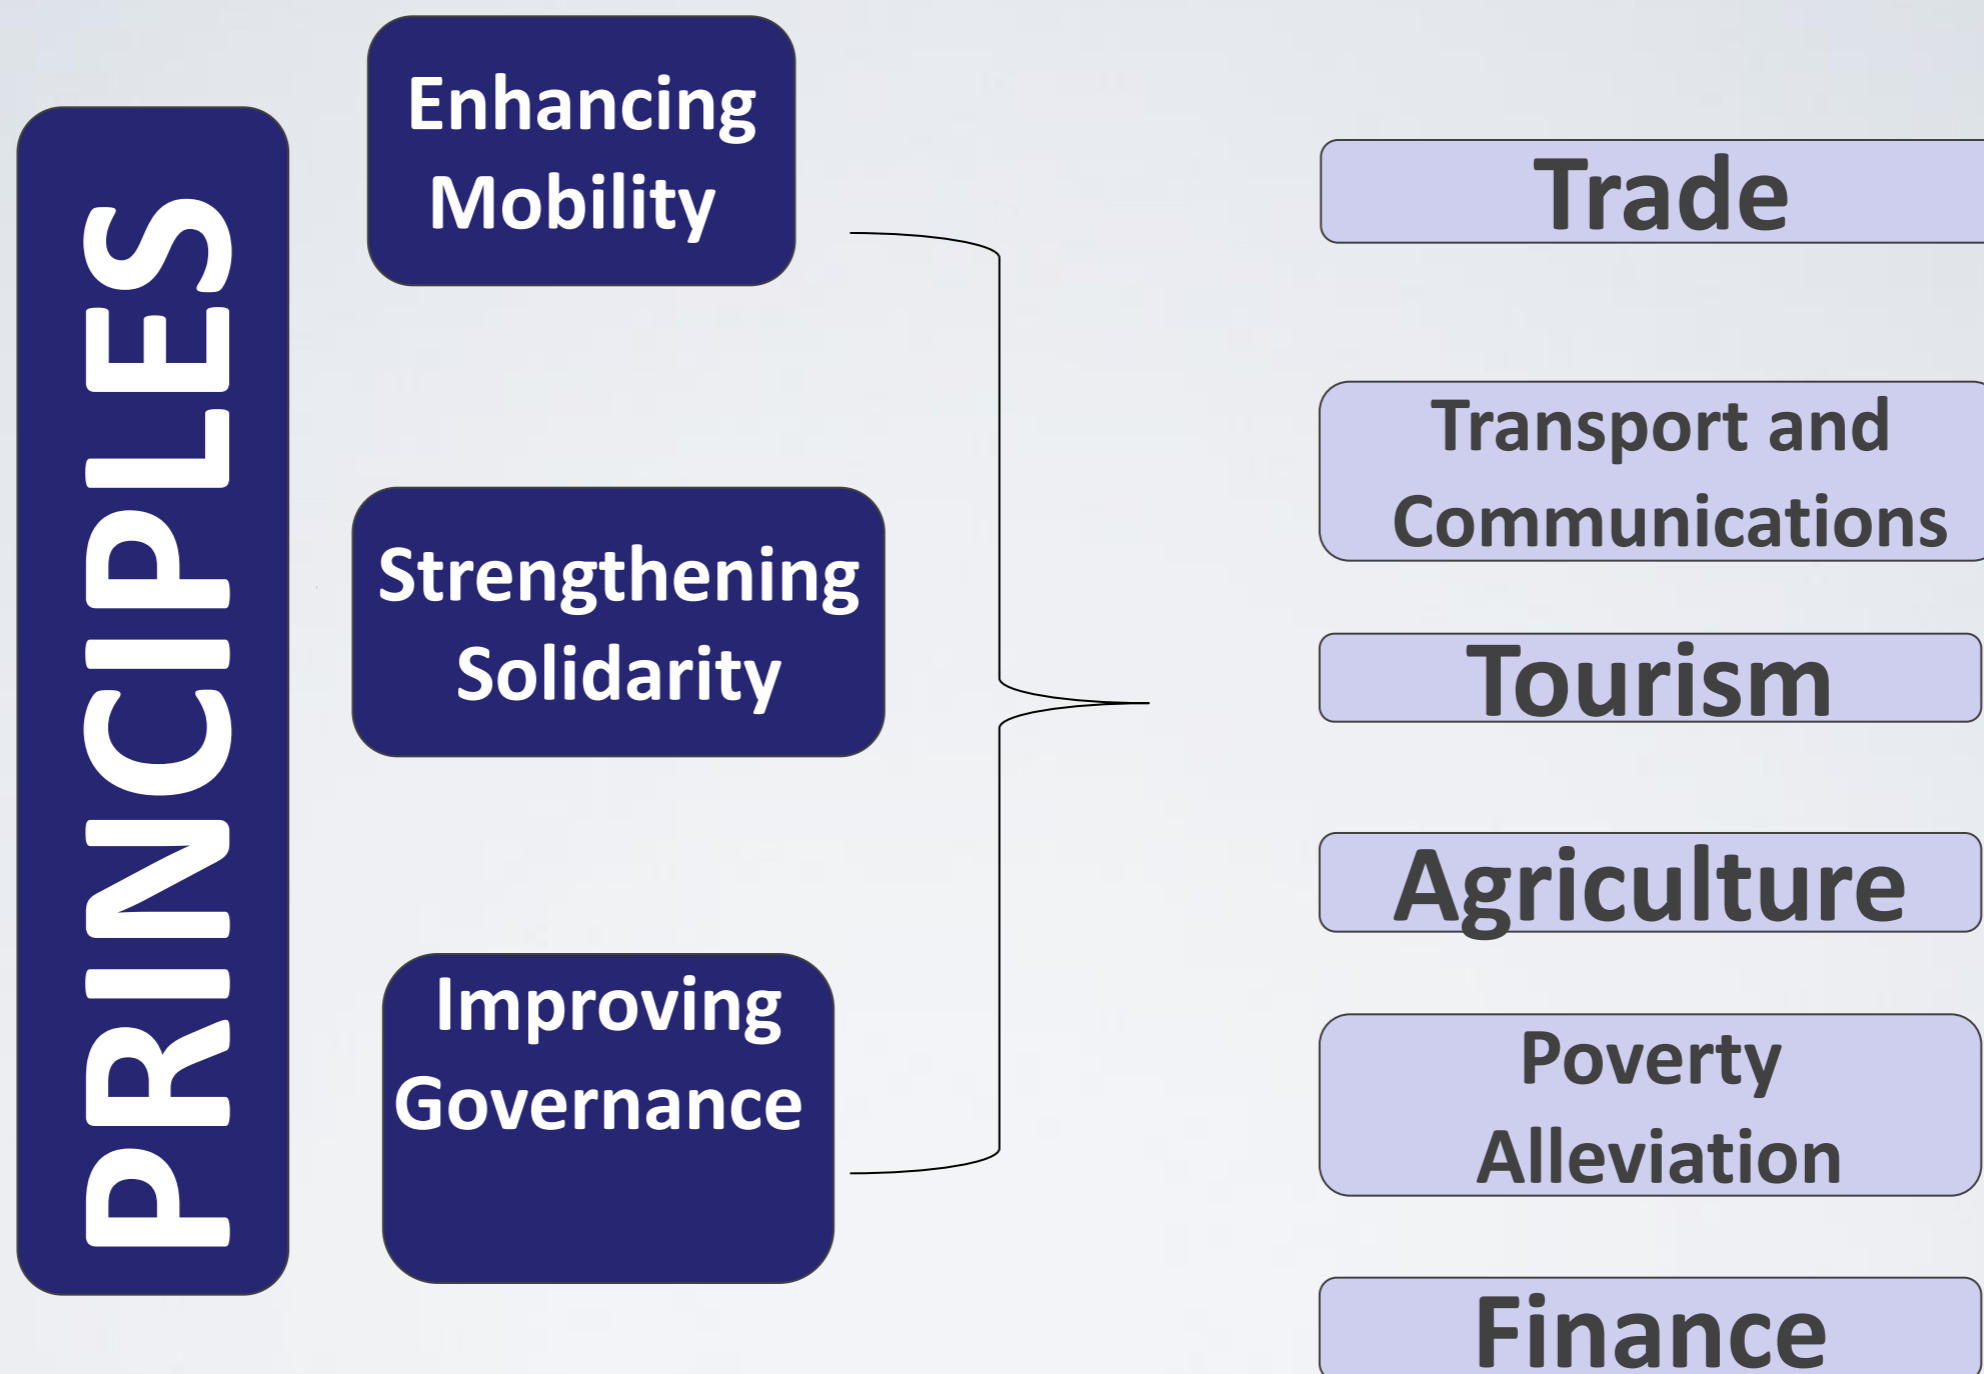 PRINCIPLES
Enhancing
Mobility
Strengthening
Solidarity
Improving
Governance
Trade
Transport and
Communications
Tourism
Agriculture
Poverty
Alleviation
Finance